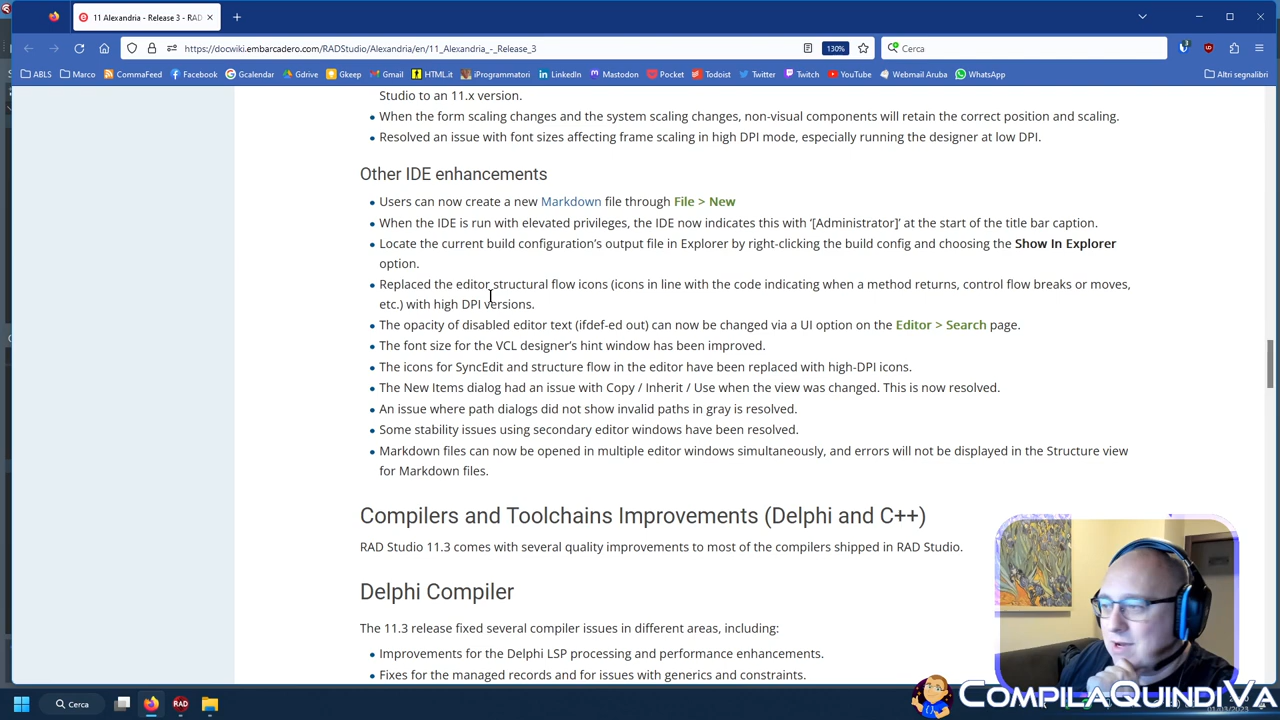 11 Alexandria - Release 3 - RAD
https://docwiki.embarcadero.com/RADStudio/Alexandria/en/11_Alexandria_-_Release_3
130%
Cerca
ABLS
Marco
CommaFeed
Facebook
Gcalendar
Gdrive
Gkeep
Gmail
HTML.it
iProgrammatori
LinkedIn
Mastodon
Pocket
Todoist
Twitter
Twitch
YouTube
Webmail Aruba
WhatsApp
Altri segnalibri
Studio to an 11.x version.
When the form scaling changes and the system scaling changes, non-visual components will retain the correct position and scaling.
Resolved an issue with font sizes affecting frame scaling in high DPI mode, especially running the designer at low DPI.
Other IDE enhancements
Users can now create a new Markdown file through File > New
When the IDE is run with elevated privileges, the IDE now indicates this with ‘[Administrator]’ at the start of the title bar caption.
Locate the current build configuration’s output file in Explorer by right-clicking the build config and choosing the Show In Explorer
option.
Replaced the editor structural flow icons (icons in line with the code indicating when a method returns, control flow breaks or moves,
etc.) with high DPI versions.
The opacity of disabled editor text (ifdef-ed out) can now be changed via a UI option on the Editor > Search page.
The font size for the VCL designer’s hint window has been improved.
The icons for SyncEdit and structure flow in the editor have been replaced with high-DPI icons.
The New Items dialog had an issue with Copy / Inherit / Use when the view was changed. This is now resolved.
An issue where path dialogs did not show invalid paths in gray is resolved.
Some stability issues using secondary editor windows have been resolved.
Markdown files can now be opened in multiple editor windows simultaneously, and errors will not be displayed in the Structure view
for Markdown files.
Compilers and Toolchains Improvements (Delphi and C++)
RAD Studio 11.3 comes with several quality improvements to most of the compilers shipped in RAD Studio.
Delphi Compiler
The 11.3 release fixed several compiler issues in different areas, including:
Improvements for the Delphi LSP processing and performance enhancements.
Fixes for the managed records and for issues with generics and constraints.
Cerca
RAD
COMPILAQUINDIVA